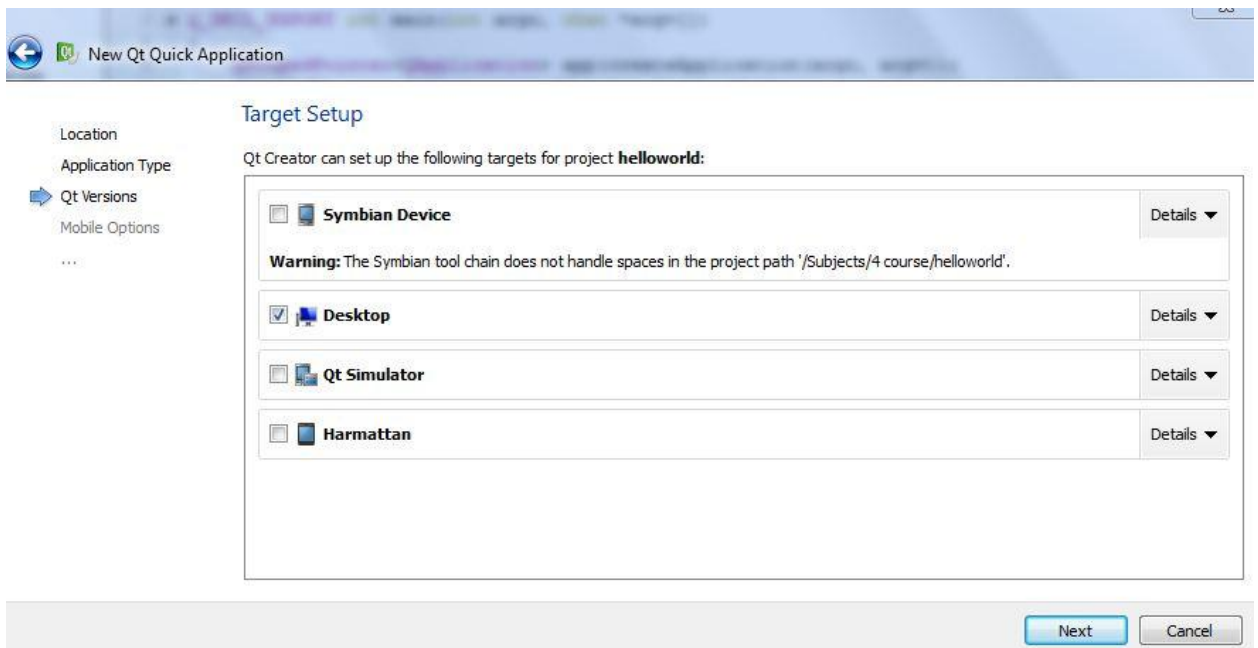 New Qt Quick Application
Target Setup
Location
Application Type
Qt Versions
Mobile Options
...
Qt Creator can set up the following targets for project helloworld:
Symbian Device
Details
Warning: The Symbian tool chain does not handle spaces in the project path '/Subjects/4 course/helloworld'.
Desktop
Details
Qt Simulator
Details
Harmattan
Details
Next
Cancel